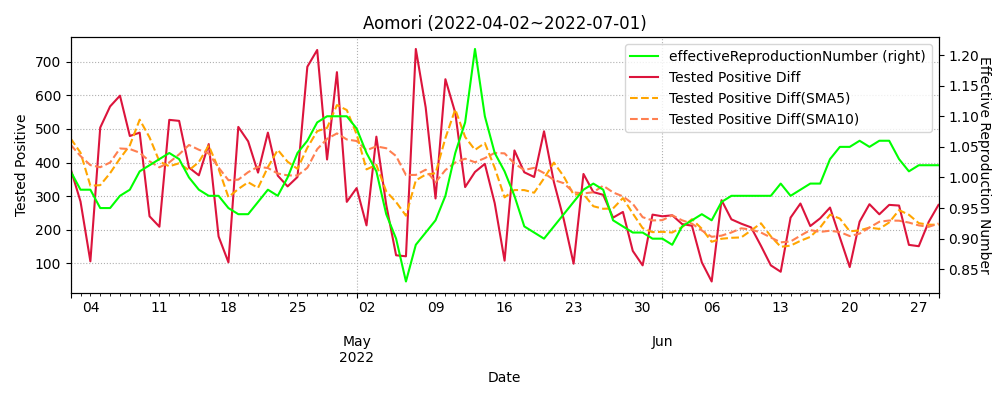 Aomori (2022-04-02~2022-07-01)
effectiveReproductionNumber (right)
Tested Positive Diff
Tested Positive Diff(SMA5)
Tested Positive Diff(SMA10)
Tested Positive
700
600
500
400
300
200
100
Effective Reproduction Number
1.20
1.15
1.10
1.05
1.00
0.95
0.90
0.85
04 11 18 25 02 09 16 23 30 06 13 20 27
May Jun
2022
Date